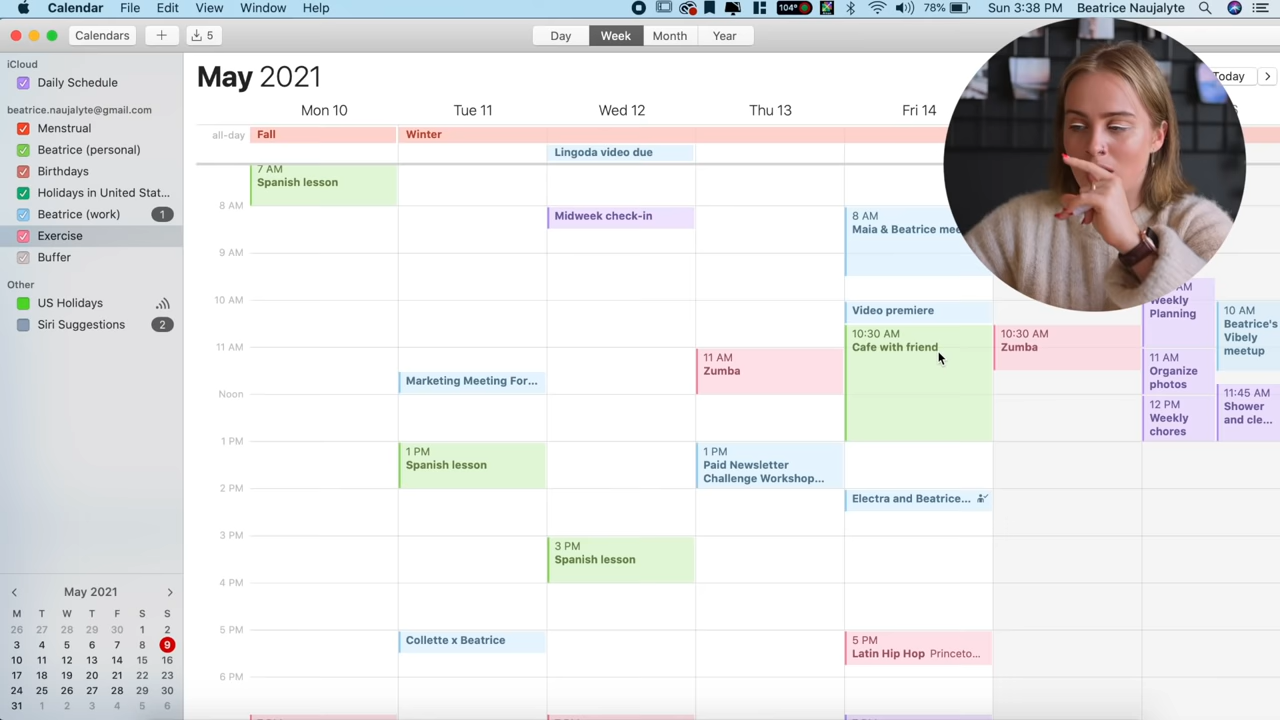 Calendar File Edit View Window Help 104° 78% Sun 3:38 PM Beatrice Naujalyte
Calendars 5 Day Week Month Year
iCloud
Daily Schedule
beatrice.naujalyte@gmail.com
Menstrual
Beatrice (personal)
Birthdays
Holidays in United Stat...
Beatrice (work) 1
Exercise
Buffer
Other
US Holidays
Siri Suggestions 2
May 2021
M T W T F S S
26 27 28 29 30 1 2
3 4 5 6 7 8 9
10 11 12 13 14 15 16
17 18 19 20 21 22 23
24 25 26 27 28 29 30
31 1 2 3 4 5 6
May 2021
Today
Mon 10 Tue 11 Wed 12 Thu 13 Fri 14
all-day Fall Winter
Lingoda video due
8 AM
9 AM
10 AM
11 AM
Noon
1 PM
2 PM
3 PM
4 PM
5 PM
6 PM
7 AM
Spanish lesson
Marketing Meeting For...
1 PM
Spanish lesson
Collette x Beatrice
Midweek check-in
3 PM
Spanish lesson
11 AM
Zumba
1 PM
Paid Newsletter
Challenge Workshop...
8 AM
Maia & Beatrice mee
Video premiere
10:30 AM
Cafe with friend
Electra and Beatrice...
5 PM
Latin Hip Hop Princeto...
10:30 AM
Zumba
AM
Weekly
Planning
11 AM
Organize
photos
12 PM
Weekly
chores
10 AM
Beatrice's
Vibely
meetup
11:45 AM
Shower
and cle...